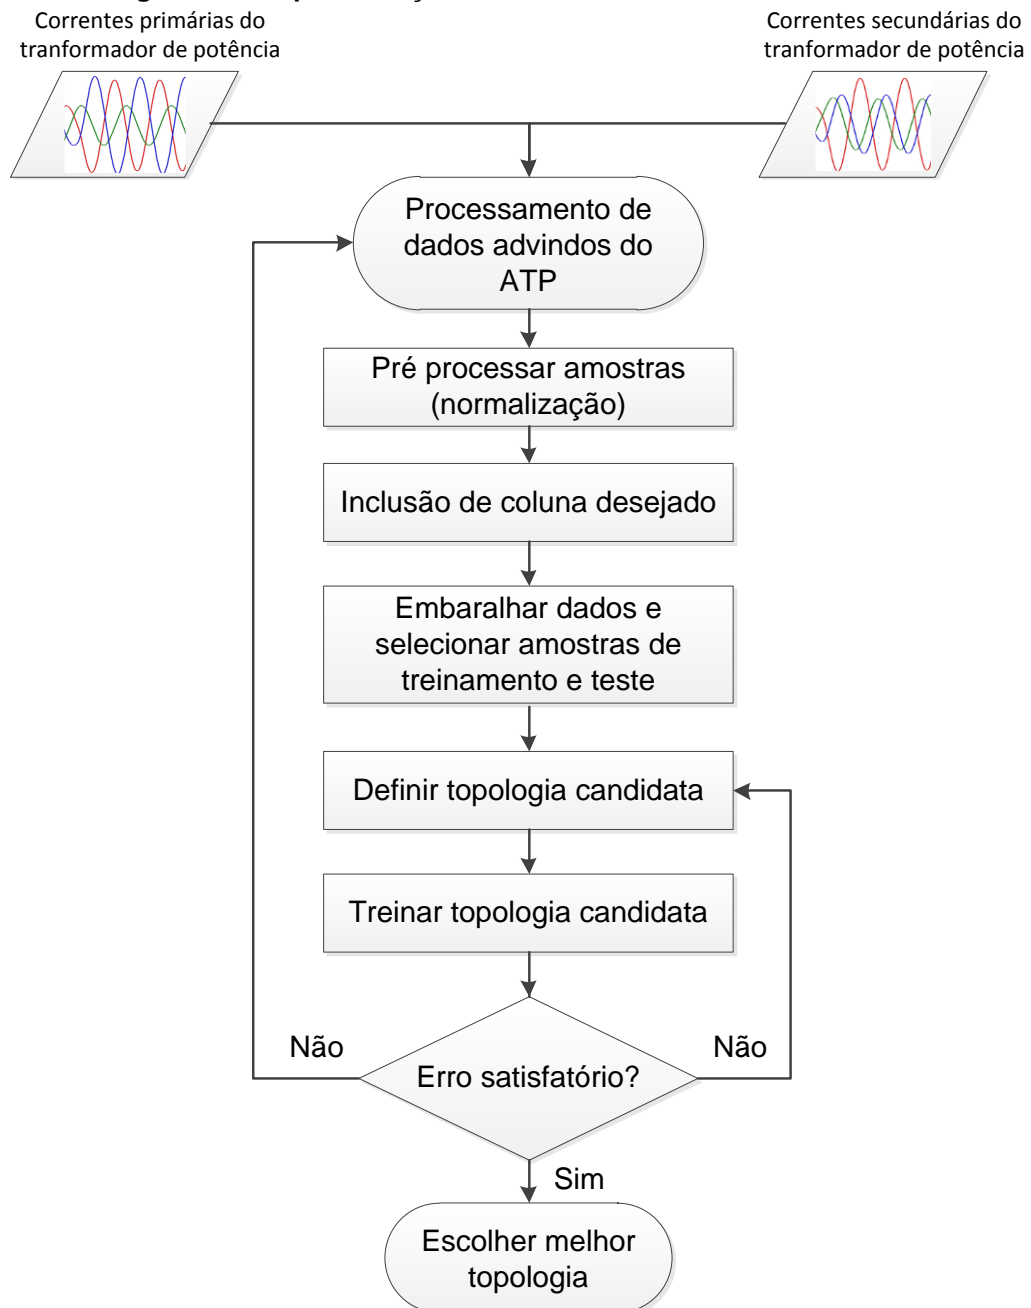 Correntes primárias do
tranformador de potência
Correntes secundárias do
tranformador de potência
Processamento de
dados advindos do
ATP
Pré processar amostras
(normalização)
Inclusão de coluna desejado
Embaralhar dados e
selecionar amostras de
treinamento e teste
Definir topologia candidata
Treinar topologia candidata
Não
Erro satisfatório?
Não
Sim
Escolher melhor
topologia